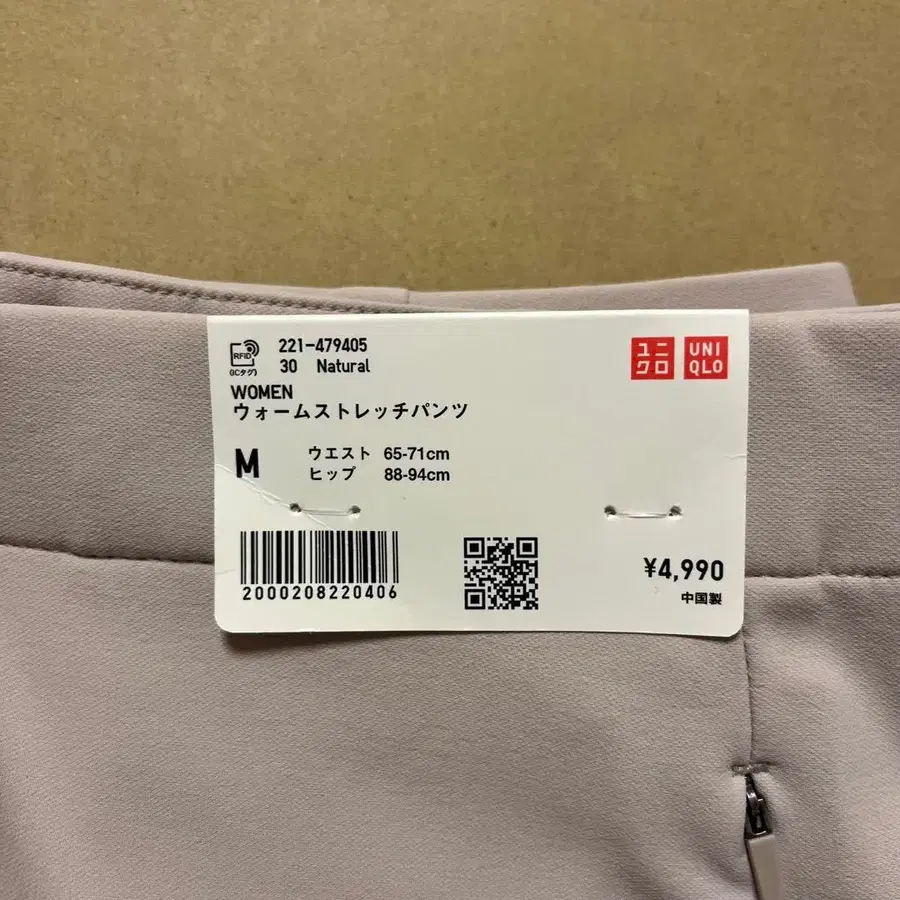 RFID
(ICタグ)
221-479405
30 Natural
ユニクロ
UNIQLO
WOMEN
ウォームストレッチパンツ
M
ウエスト 65-71cm
ヒップ 88-94cm
2000208220406
¥4,990
中国製